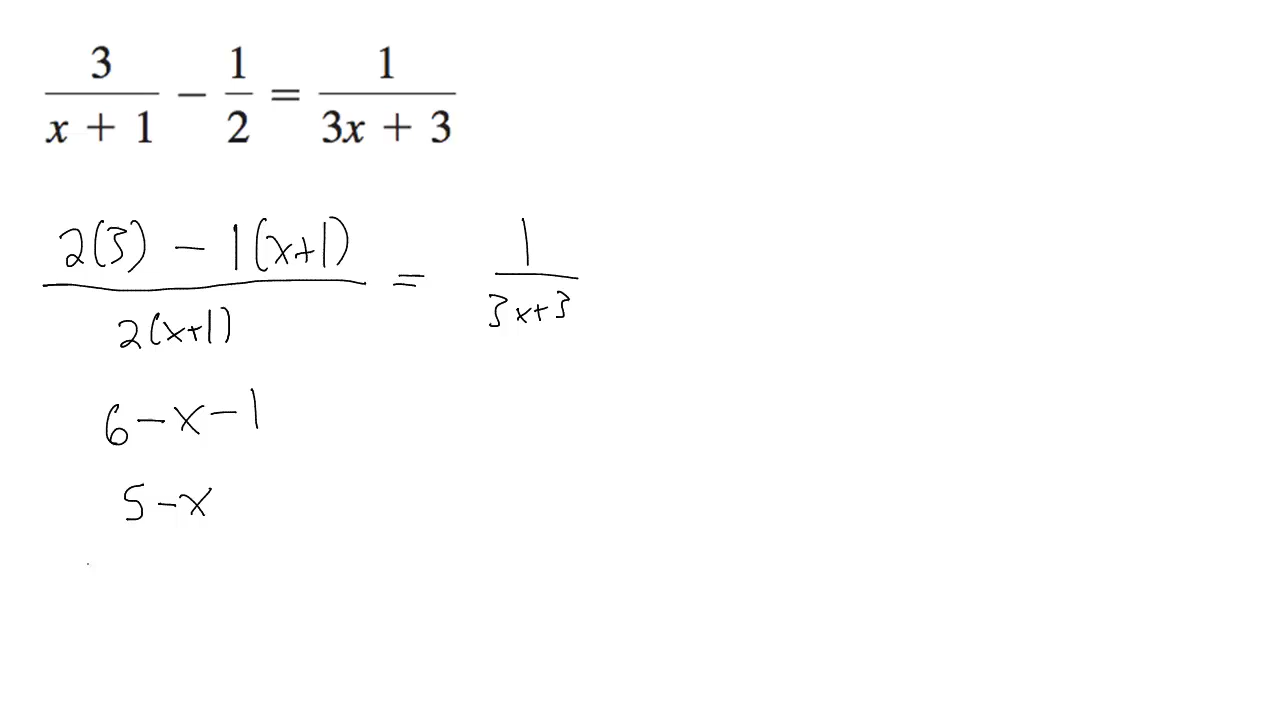 3/(x + 1) − 1/2 = 1/(3x + 3)
(2(3) − 1(x+1))/(2(x+1)) = 1/(3x+3)
6 − x − 1
5 − x